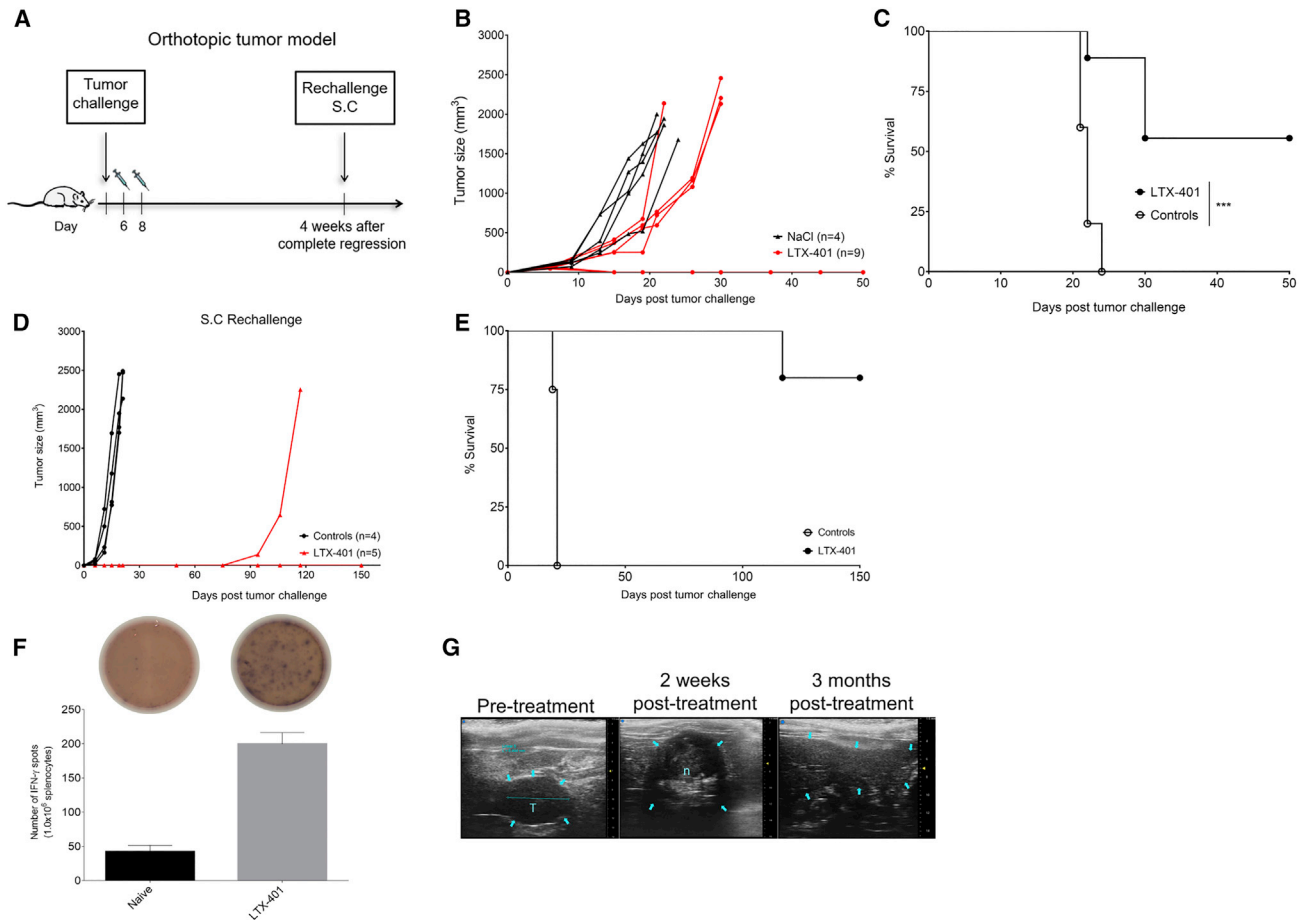 A
Orthotopic tumor model
Tumor
challenge
Rechallenge
S.C
Day
6
8
4 weeks after
complete regression
B
Tumor size (mm³)
3000
2500
2000
1500
1000
500
0
0 10 20 30 40 50
NaCl (n=4)
LTX-401 (n=9)
Days post tumor challenge
C
% Survival
100
75
50
25
0
0 10 20 30 40 50
LTX-401
Controls
***
Days post tumor challenge
D
S.C Rechallenge
Tumor size (mm³)
3000
2500
2000
1500
1000
500
0
0 30 60 90 120 150
Controls (n=4)
LTX-401 (n=5)
Days post tumor challenge
E
% Survival
100
75
50
25
0
0 50 100 150
Controls
LTX-401
Days post tumor challenge
F
Number of IFN-γ spots
(1.0x10⁶ splenocytes)
250
200
150
100
50
0
Naive
LTX-401
G
Pre-treatment
2 weeks
post-treatment
3 months
post-treatment
T
n